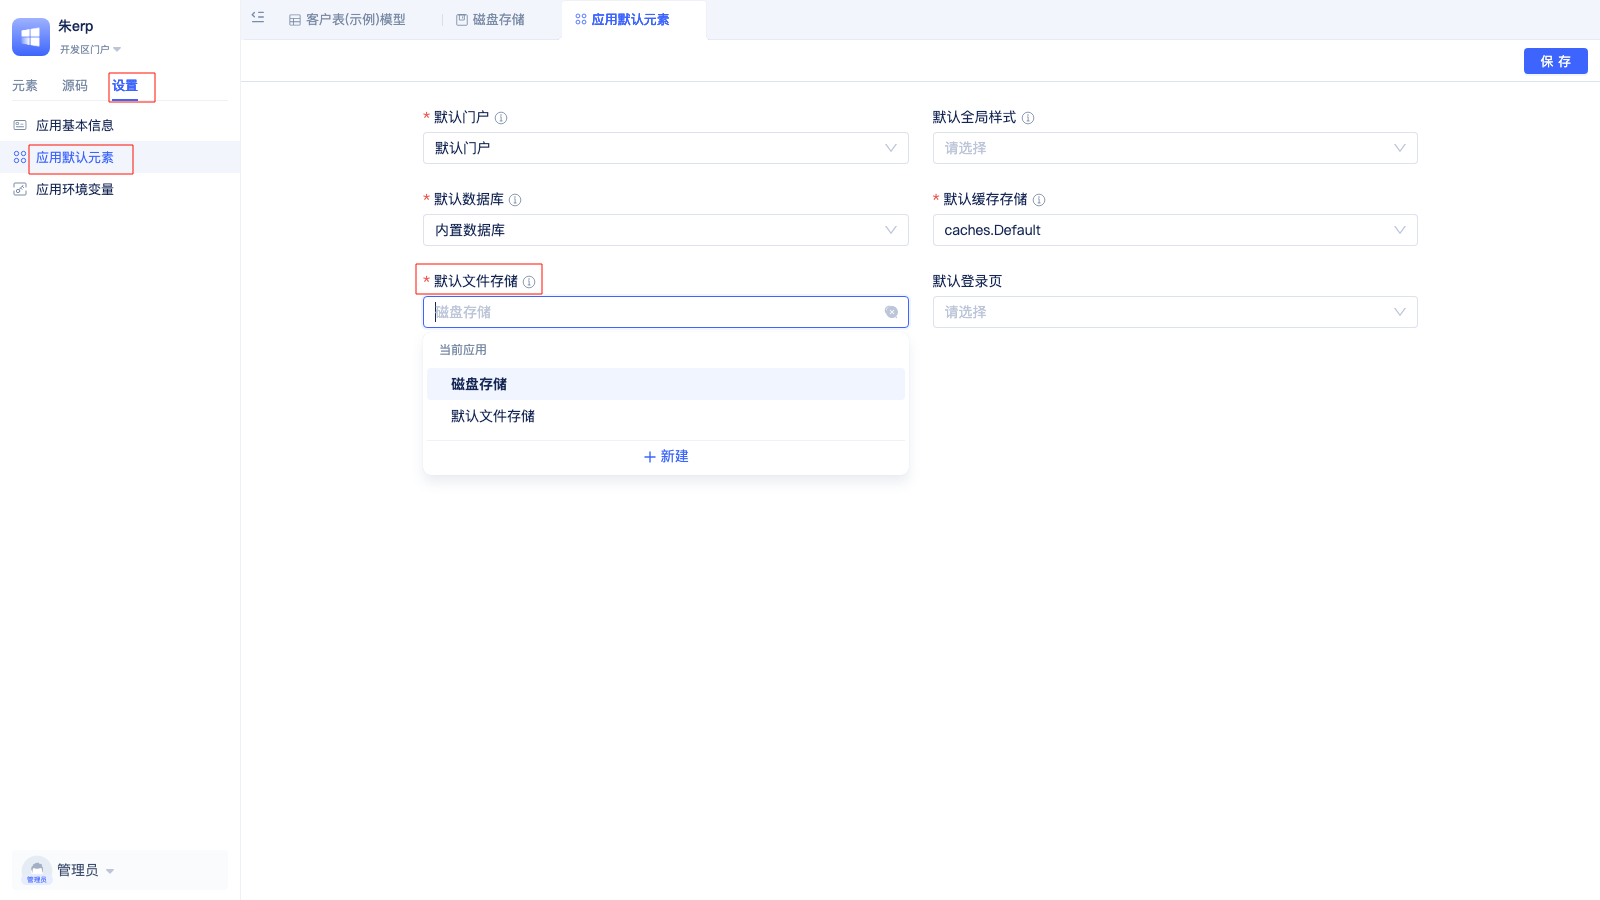 朱erp
开发区门户
元素 源码 设置
应用基本信息
应用默认元素
应用环境变量
客户表(示例)模型 磁盘存储 应用默认元素
保存
* 默认门户
默认门户
默认全局样式
请选择
* 默认数据库
内置数据库
* 默认缓存存储
caches.Default
* 默认文件存储
磁盘存储
默认登录页
请选择
当前应用
磁盘存储
默认文件存储
新建
管理员
管理员